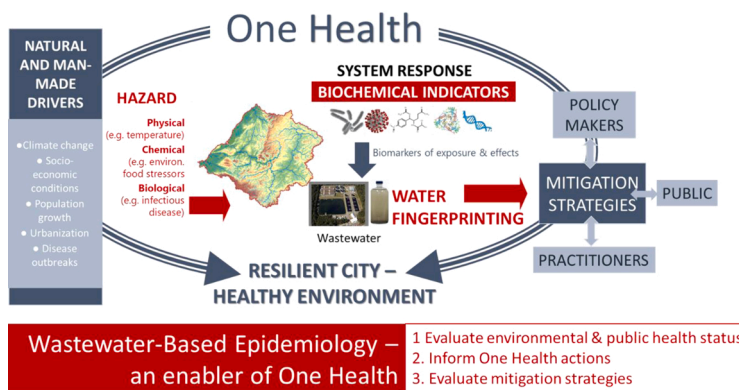 One Health
NATURAL
AND MAN-
MADE
DRIVERS
●Climate change
● Socio-
economic
conditions
● Population
growth
● Urbanization
● Disease
outbreaks
HAZARD
Physical
(e.g. temperature)
Chemical
(e.g. environ.
food stressors
Biological
(e.g. infectious
disease)
SYSTEM RESPONSE
BIOCHEMICAL INDICATORS
Biomarkers of exposure & effects
WATER
FINGERPRINTING
Wastewater
POLICY
MAKERS
MITIGATION
STRATEGIES
PUBLIC
PRACTITIONERS
RESILIENT CITY –
HEALTHY ENVIRONMENT
Wastewater-Based Epidemiology –
an enabler of One Health
1 Evaluate environmental & public health status
2. Inform One Health actions
3. Evaluate mitigation strategies